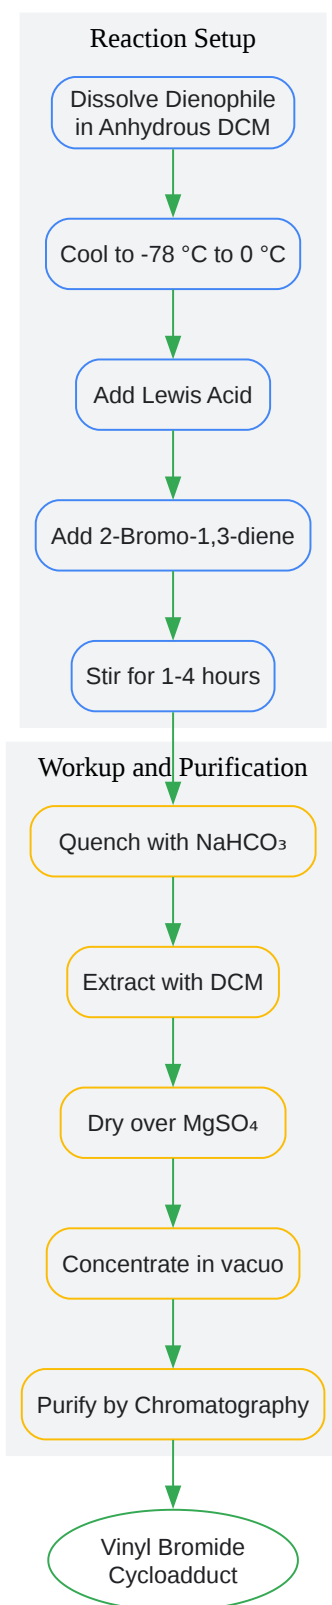 Reaction Setup
Dissolve Dienophile
in Anhydrous DCM
Cool to -78 °C to 0 °C
Add Lewis Acid
Add 2-Bromo-1,3-diene
Stir for 1-4 hours
Workup and Purification
Quench with NaHCO₃
Extract with DCM
Dry over MgSO₄
Concentrate in vacuo
Purify by Chromatography
Vinyl Bromide
Cycloadduct